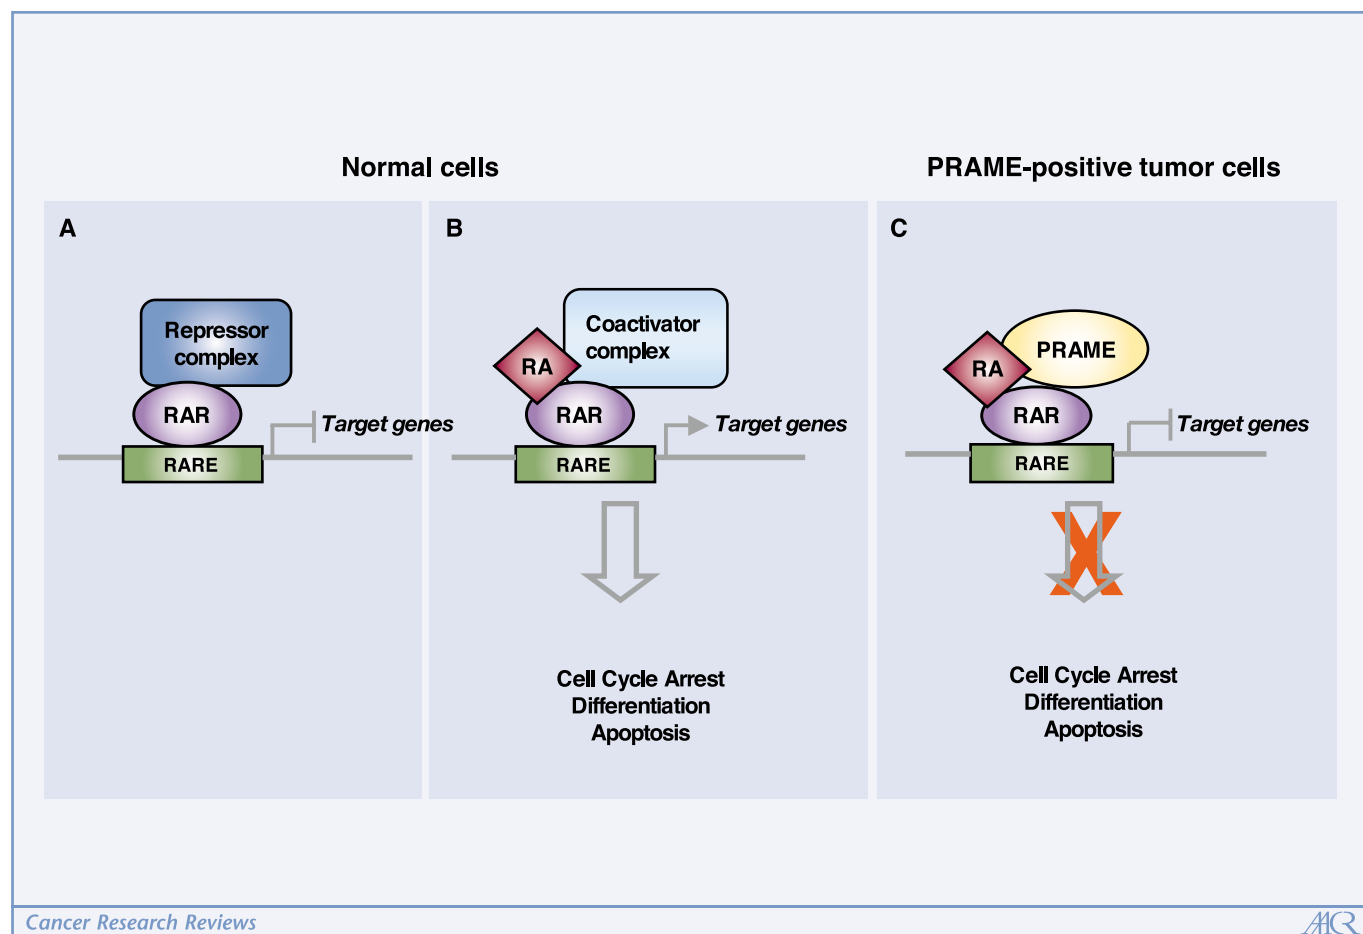 Normal cells
PRAME-positive tumor cells
A
Repressor
complex
RAR
Target genes
RARE
B
Coactivator
complex
RA
RAR
Target genes
RARE
Cell Cycle Arrest
Differentiation
Apoptosis
C
PRAME
RA
RAR
Target genes
RARE
Cell Cycle Arrest
Differentiation
Apoptosis
Cancer Research Reviews
AACR